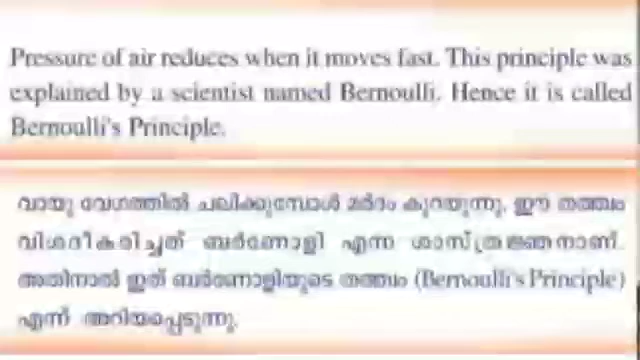 Pressure of air reduces when it moves fast. This principle was
explained by a scientist named Bernoulli. Hence it is called
Bernoulli's Principle.
വായു വേഗത്തിൽ ചലിക്കുമ്പോൾ മർദം കുറയുന്നു. ഈ തത്ത്വം
വിശദീകരിച്ചത് ബർണോളി എന്ന ശാസ്ത്രജ്ഞനാണ്.
അതിനാൽ ഇത് ബർണോളിയുടെ തത്ത്വം (Bernoulli's Principle)
എന്ന് അറിയപ്പെടുന്നു.